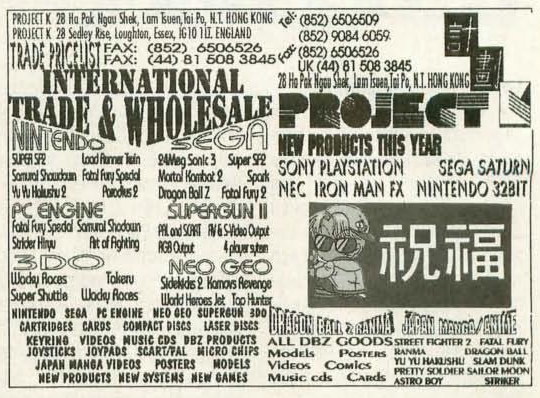 PROJECT K 28 Ha Pak Ngau Shek, Lam Tsuen,Tai Po, N.T. HONG KONG
PROJECT K 28 Sedley Rise, Loughton, Essex, IG10 1LT. ENGLAND
TRADE PRICELIST FAX: (852) 6506526
FAX: (44) 81 508 3845
INTERNATIONAL
TRADE & WHOLESALE
NINTENDO
SUPER SF2 Load Runner Twin
Samurai Shawdown Fatal Fury Special
Yu Yu Hakushu 2 Parodius 2
SEGA
24Meg Sonic 3 Super SF2
Mortal Kombat 2 Spark
Dragon Ball Z Fatal Fury 2
PC ENGINE
Fatal Fury Special Samurai Shadown
Strider Hiryu Art of Fighting
SUPERGUN II
PAL and SCART AV & S-Video Output
RGB Output 4 player sytem
3DO
Wacky Races Takeru
Super Shuttle Wacky Races
NEO GEO
Sidekicks 2 Karnovs Revenge
World Heroes Jet Top Hunter
NINTENDO SEGA PC ENGINE NEO GEO SUPERGUN 3DO
CARTRIDGES CARDS COMPACT DISCS LASER DISCS
KEYRING VIDEOS MUSIC CDS DBZ PRODUCTS
JOYSTICKS JOYPADS SCART/PAL MICRO CHIPS
JAPAN MANGA VIDEOS POSTERS MODELS
NEW PRODUCTS NEW SYSTEMS NEW GAMES
Tel: (852) 6506509
(852) 9084 6059
Fax: (852) 6506526
UK (44) 81 508 3845
28 Ha Pak Ngau Shek, Lam Tsuen,Tai Po, N.T. HONG KONG
計
劃
PROJECT K
NEW PRODUCTS THIS YEAR
SONY PLAYSTATION SEGA SATURN
NEC IRON MAN FX NINTENDO 32BIT
祝福
DRAGON BALL Z RANMA JAPAN MANGA/ANIME
ALL DBZ GOODS
Models Posters
Videos Comics
Music cds Cards
STREET FIGHTER 2 FATAL FURY
RANMA DRAGON BALL
YU YU HAKUSHU SLAM DUNK
PRETTY SOLDIER SAILOR MOON
ASTRO BOY STRIKER